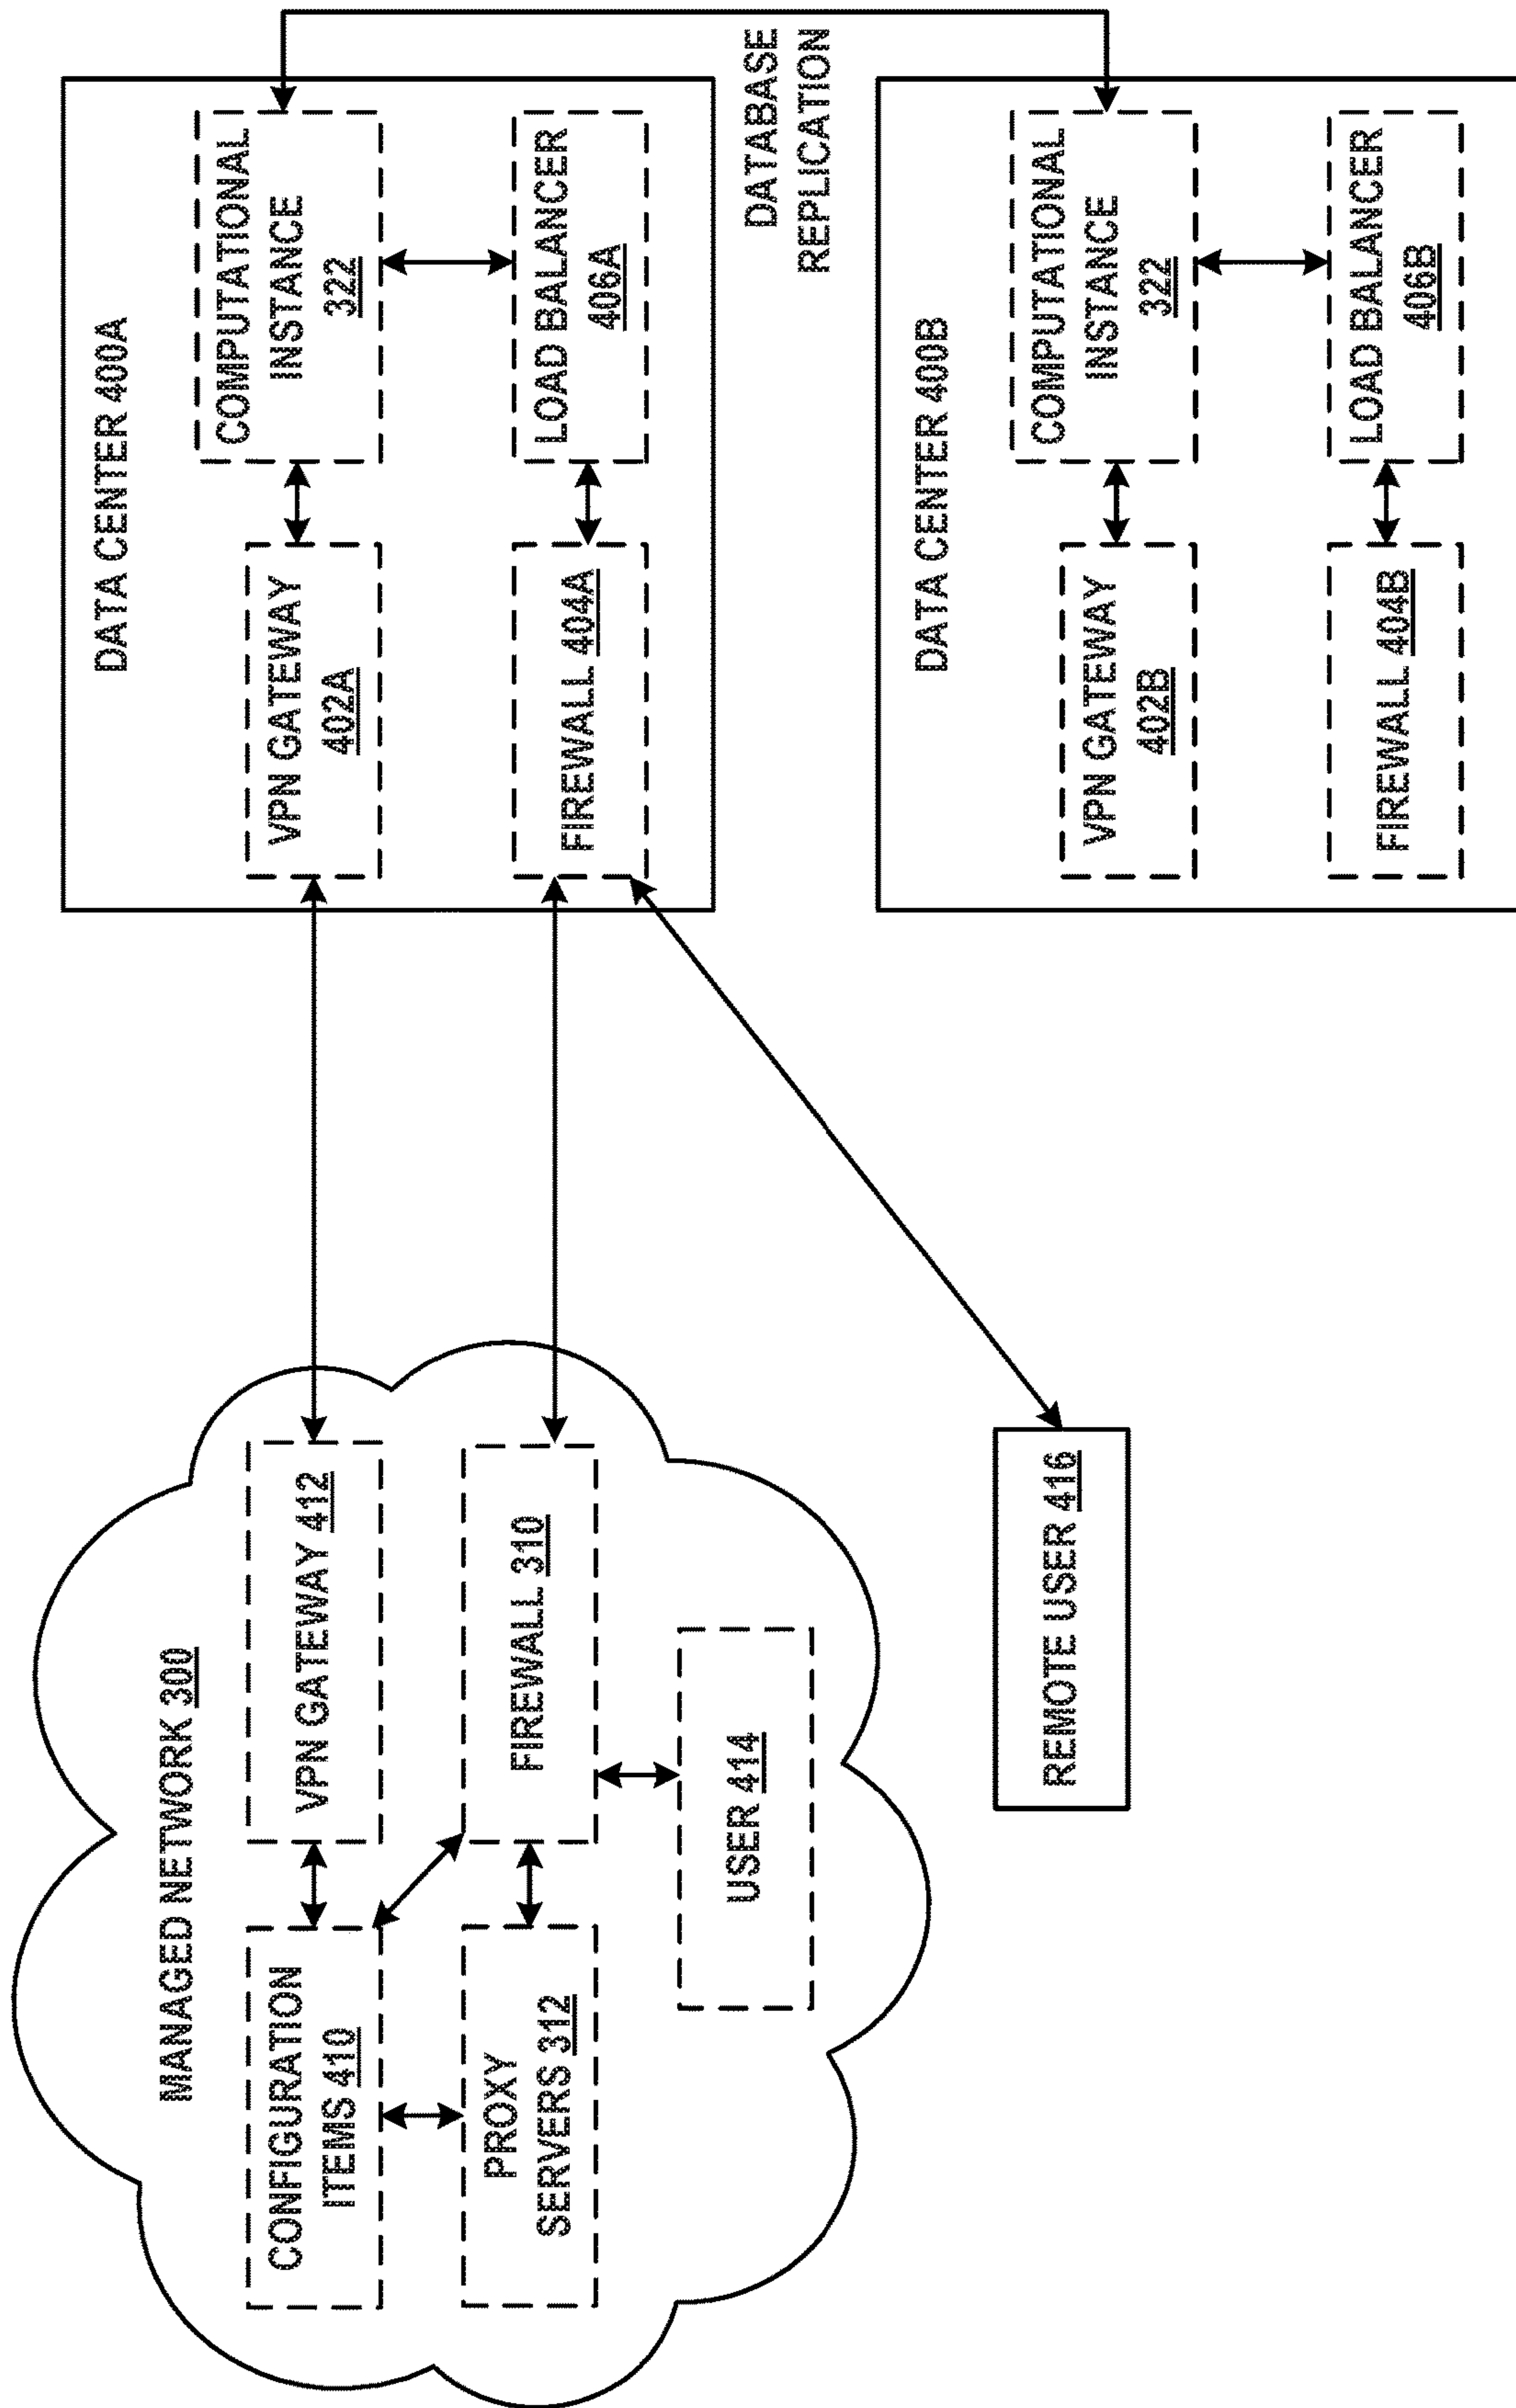 MANAGED NETWORK 300
CONFIGURATION
ITEMS 410
VPN GATEWAY 412
PROXY
SERVERS 312
FIREWALL 310
USER 414
REMOTE USER 416
DATA CENTER 400A
VPN GATEWAY
402A
COMPUTATIONAL
INSTANCE
322
FIREWALL 404A
LOAD BALANCER
406A
DATABASE
REPLICATION
DATA CENTER 400B
VPN GATEWAY
402B
COMPUTATIONAL
INSTANCE
322
FIREWALL 404B
LOAD BALANCER
406B